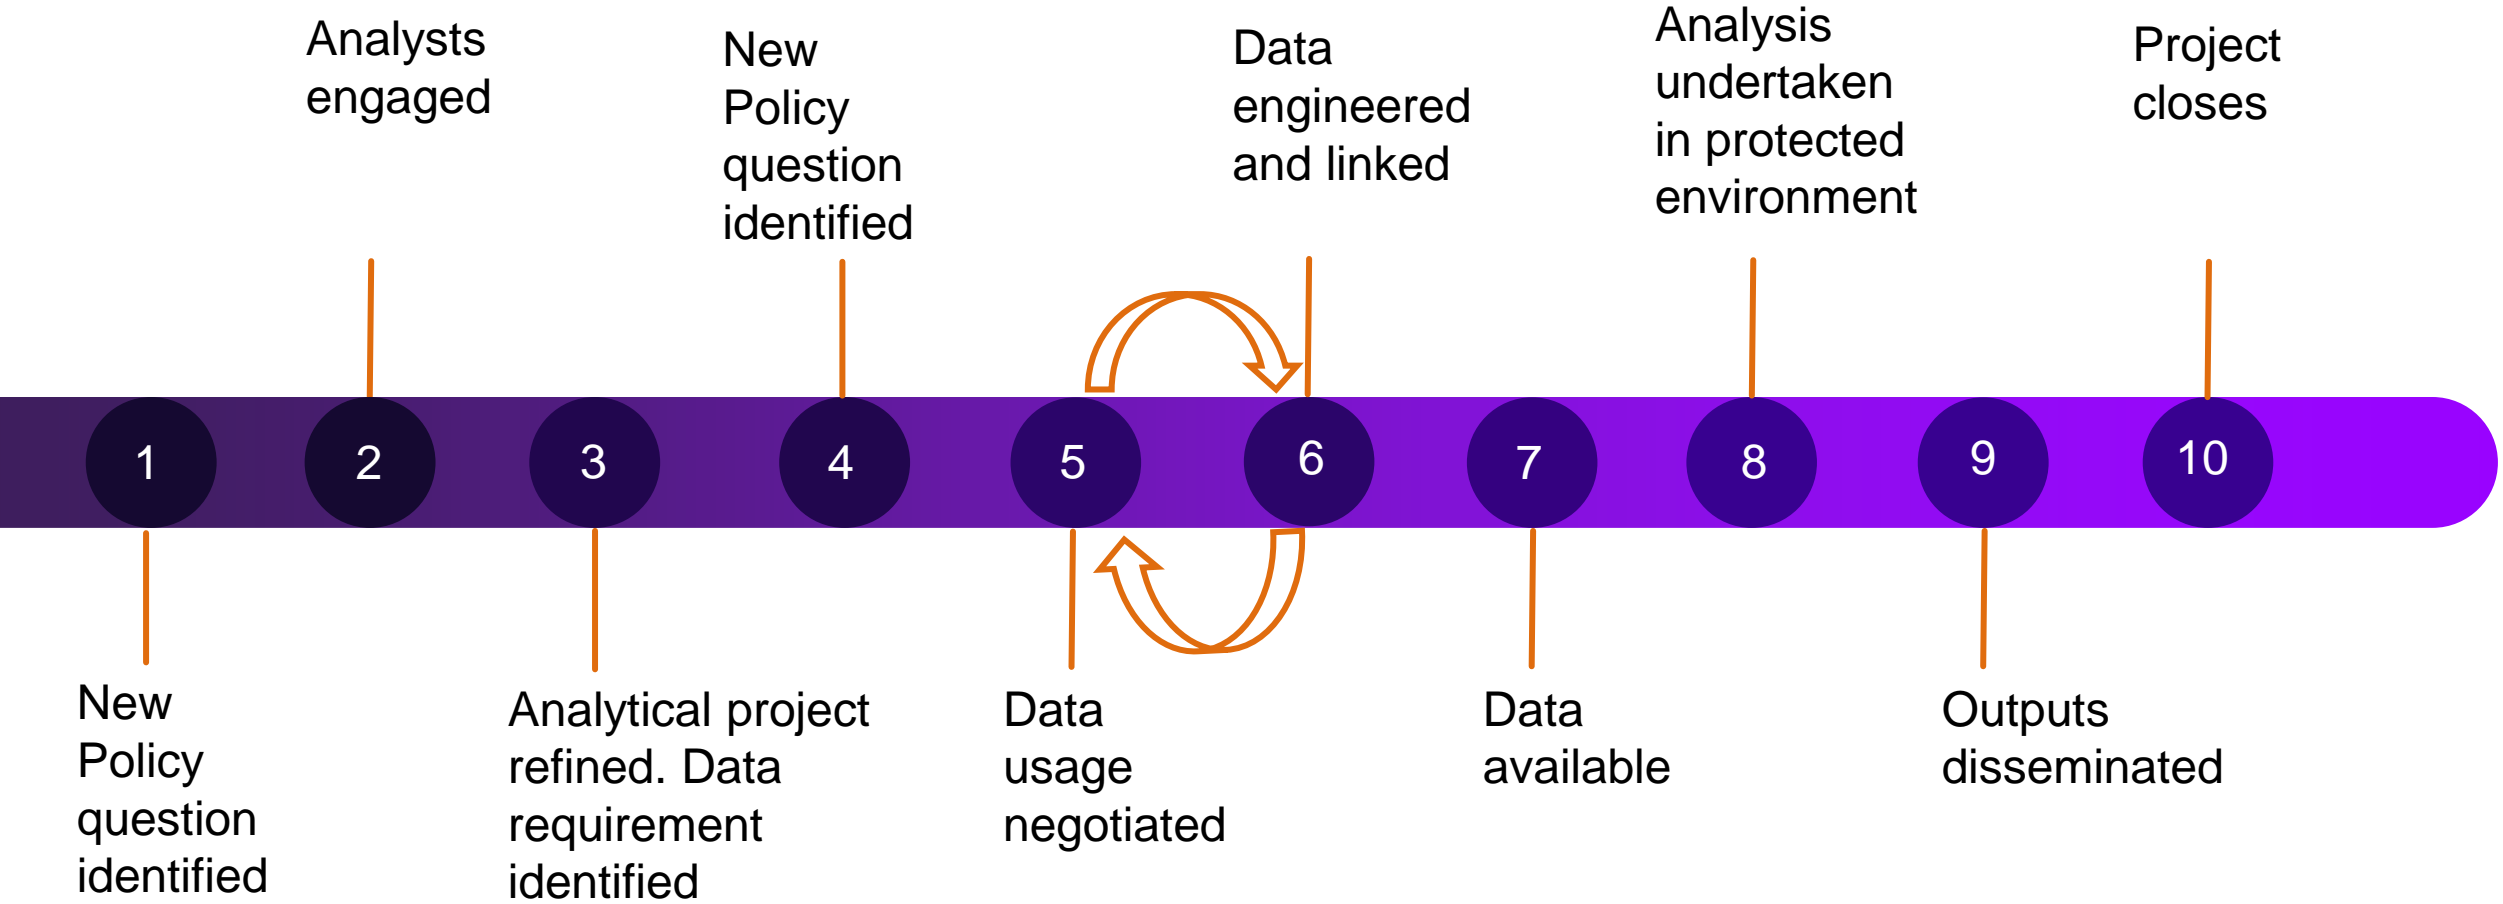 Analysts
engaged
New
Policy
question
identified
Data
engineered
and linked
Analysis
undertaken
in protected
environment
Project
closes
1
2
3
4
5
6
7
8
9
10
New
Policy
question
identified
Analytical project
refined. Data
requirement
identified
Data
usage
negotiated
Data
available
Outputs
disseminated